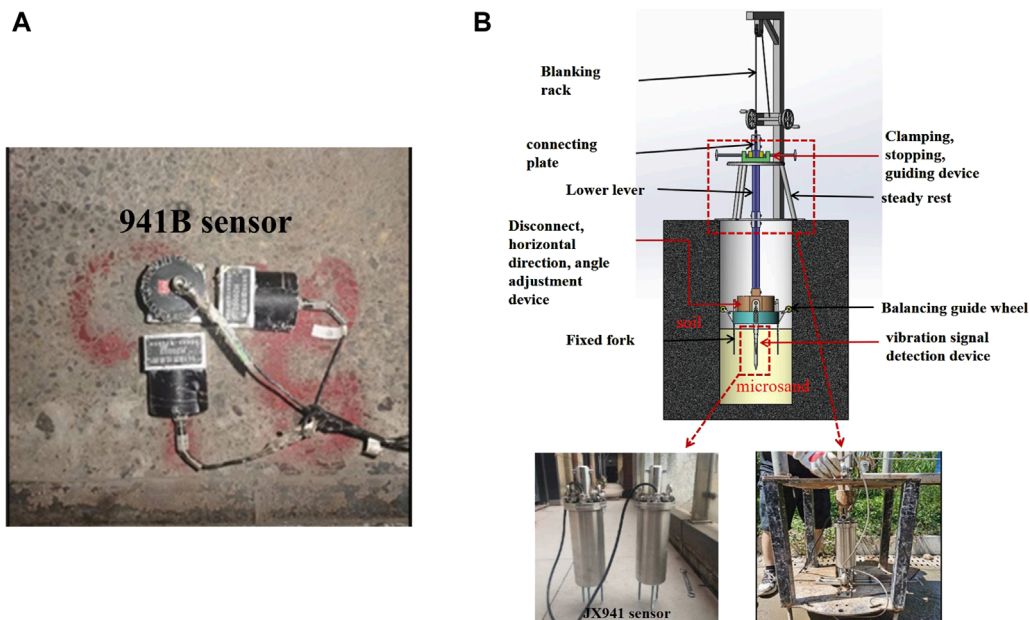 A
B
941B sensor
Blanking
rack
connecting
plate
Lower lever
Disconnect,
horizontal
direction, angle
adjustment
device
Fixed fork
Clamping,
stopping,
guiding device
steady rest
Balancing guide wheel
vibration signal
detection device
soil
microsand
JX941 sensor